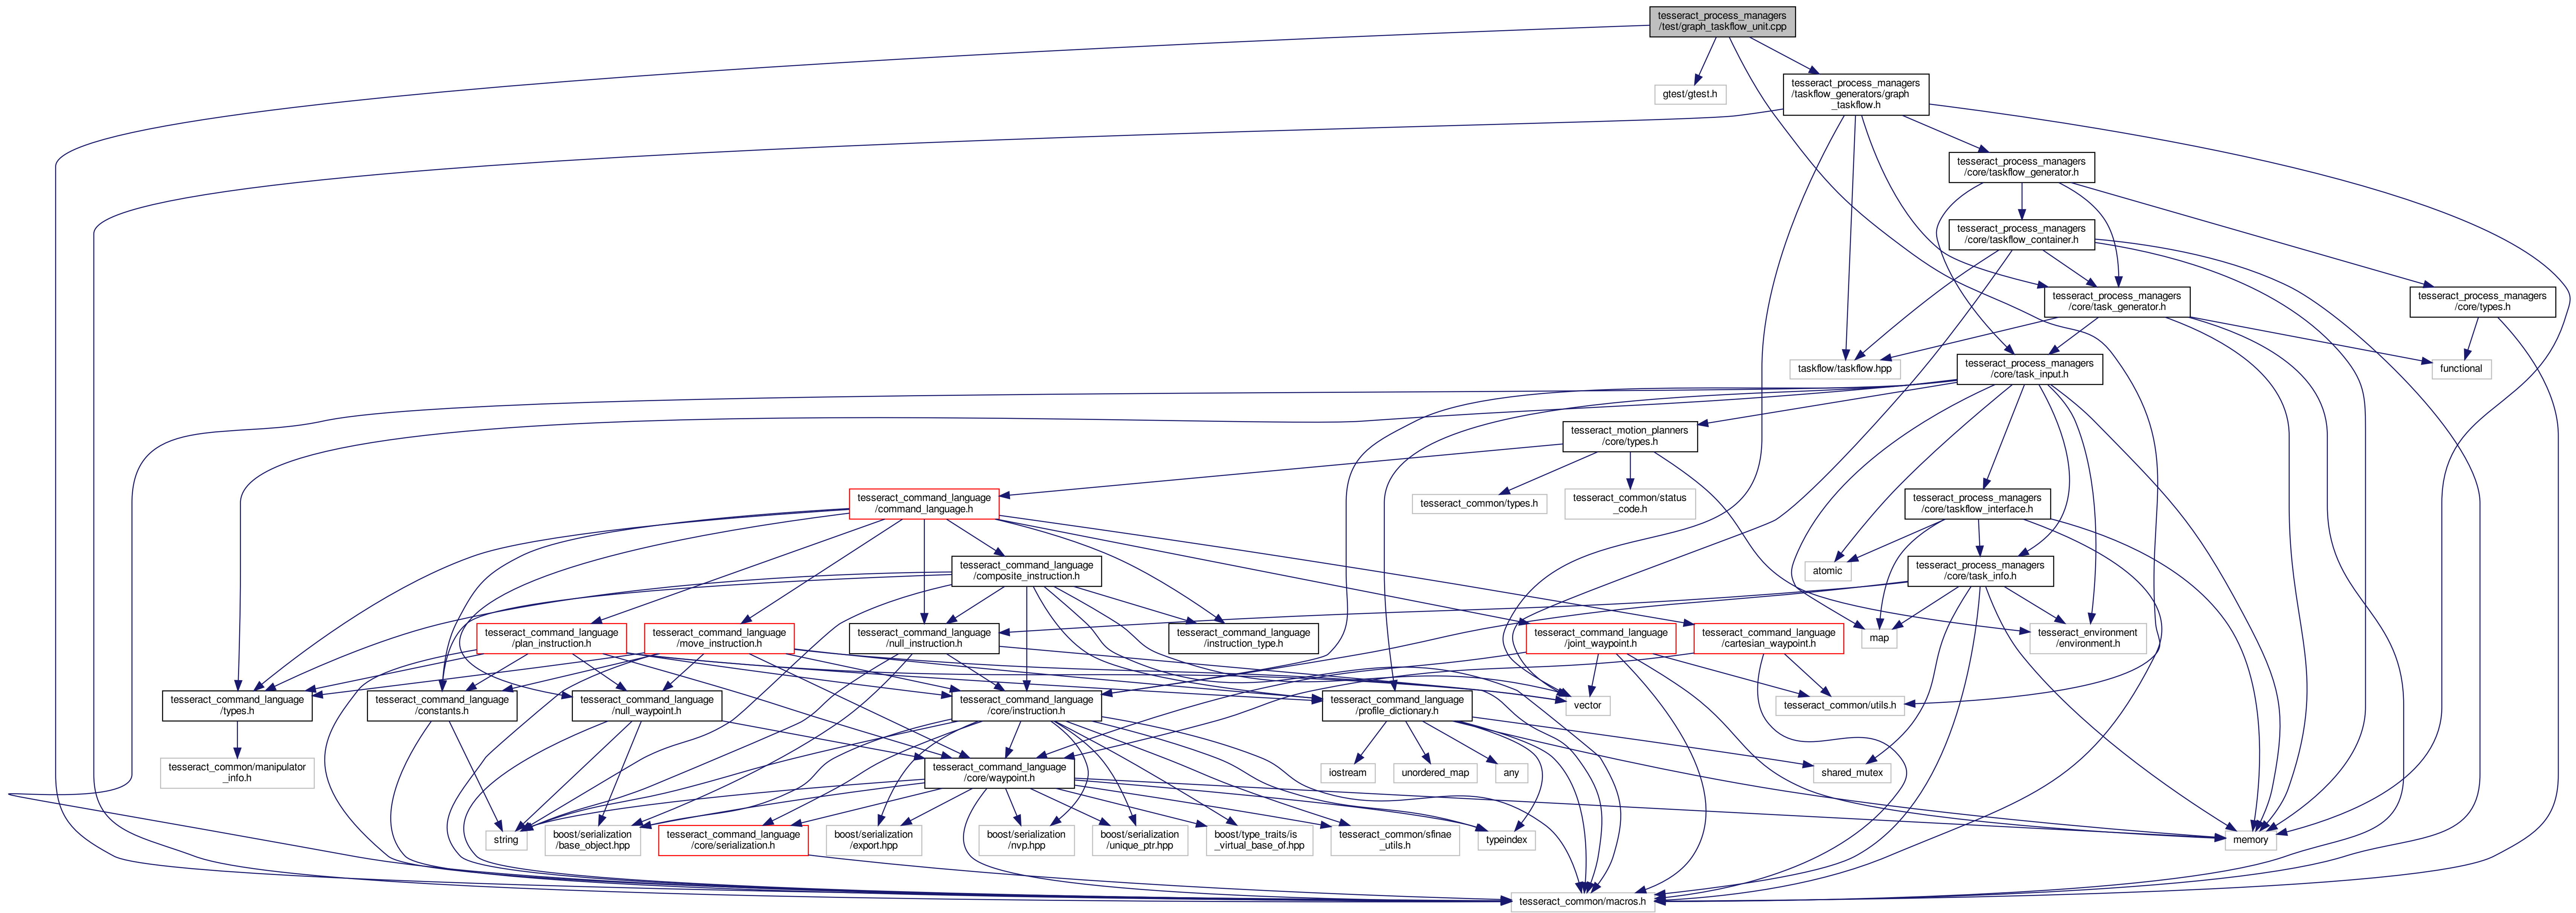 tesseract_process_managers
/test/graph_taskflow_unit.cpp
gtest/gtest.h
tesseract_process_managers
/taskflow_generators/graph
_taskflow.h
tesseract_process_managers
/core/taskflow_generator.h
tesseract_process_managers
/core/taskflow_container.h
tesseract_process_managers
/core/task_generator.h
tesseract_process_managers
/core/types.h
taskflow/taskflow.hpp
tesseract_process_managers
/core/task_input.h
functional
tesseract_motion_planners
/core/types.h
tesseract_command_language
/command_language.h
tesseract_common/types.h
tesseract_common/status
_code.h
tesseract_process_managers
/core/taskflow_interface.h
tesseract_command_language
/composite_instruction.h
atomic
tesseract_process_managers
/core/task_info.h
tesseract_command_language
/plan_instruction.h
tesseract_command_language
/move_instruction.h
tesseract_command_language
/null_instruction.h
tesseract_command_language
/instruction_type.h
tesseract_command_language
/joint_waypoint.h
tesseract_command_language
/cartesian_waypoint.h
map
tesseract_environment
/environment.h
tesseract_command_language
/types.h
tesseract_command_language
/constants.h
tesseract_command_language
/null_waypoint.h
tesseract_command_language
/core/instruction.h
tesseract_command_language
/profile_dictionary.h
vector
tesseract_common/utils.h
tesseract_common/manipulator
_info.h
tesseract_command_language
/core/waypoint.h
iostream
unordered_map
any
shared_mutex
string
boost/serialization
/base_object.hpp
tesseract_command_language
/core/serialization.h
boost/serialization
/export.hpp
boost/serialization
/nvp.hpp
boost/serialization
/unique_ptr.hpp
boost/type_traits/is
_virtual_base_of.hpp
tesseract_common/sfinae
_utils.h
typeindex
memory
tesseract_common/macros.h